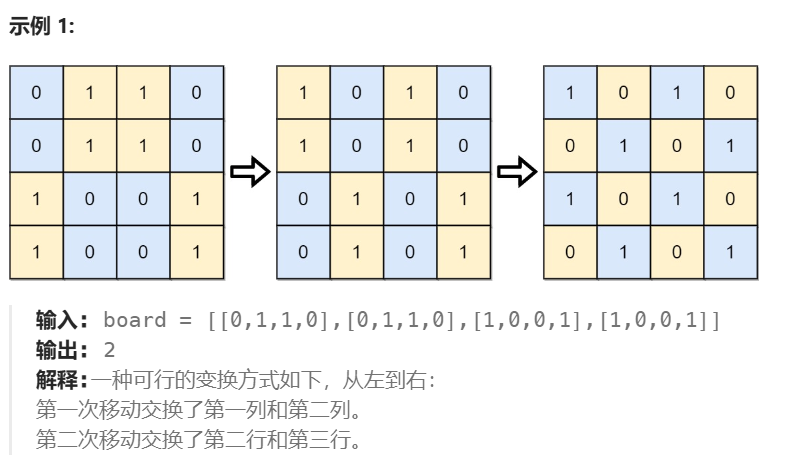 示例 1:
0 1 1 0 1 0 1 0 1 0 1 0
0 1 1 0 1 0 1 0 0 1 0 1
1 0 0 1 0 1 0 1 1 0 1 0
1 0 0 1 0 1 0 1 0 1 0 1
输入：board = [[0,1,1,0],[0,1,1,0],[1,0,0,1],[1,0,0,1]]
输出：2
解释:一种可行的变换方式如下，从左到右：
第一次移动交换了第一列和第二列。
第二次移动交换了第二行和第三行。